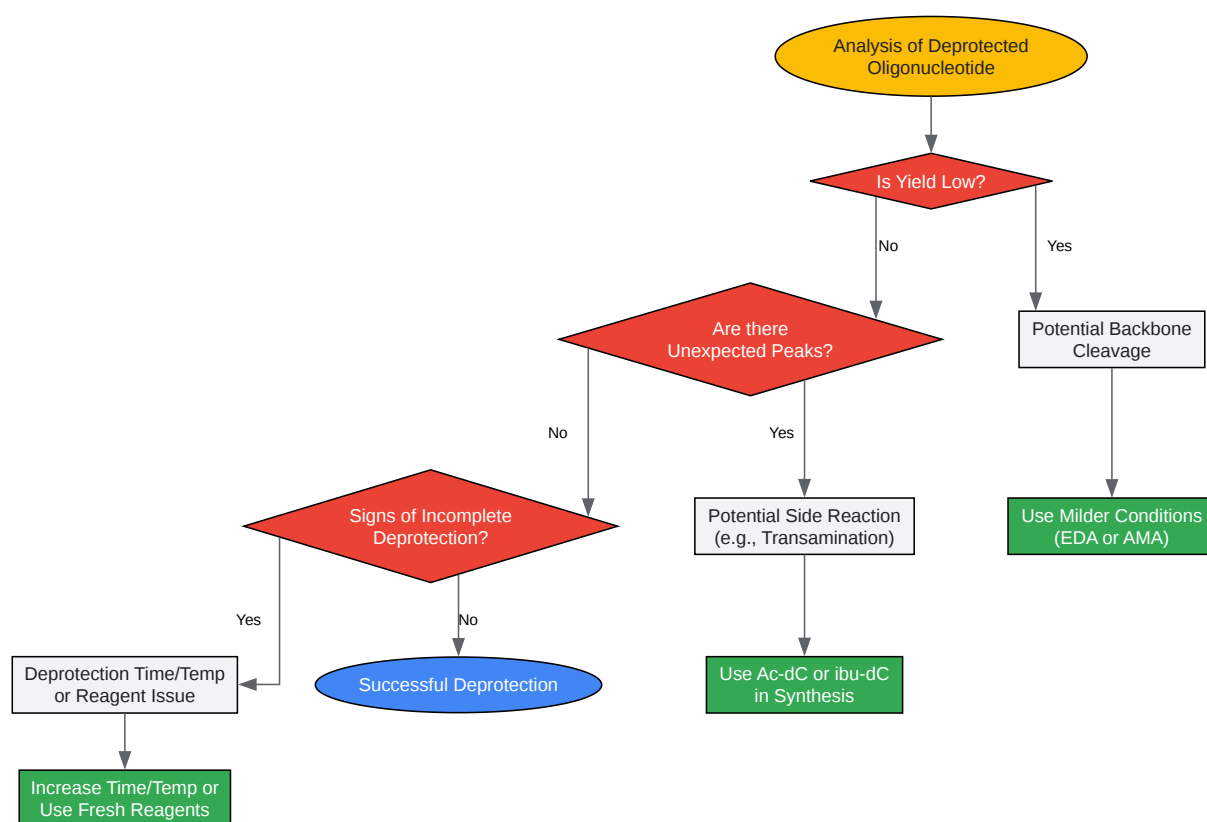 Analysis of Deprotected
Oligonucleotide
Is Yield Low?
No
Yes
Are there
Unexpected Peaks?
Potential Backbone
Cleavage
No
Yes
Signs of Incomplete
Deprotection?
Potential Side Reaction
(e.g., Transamination)
Use Milder Conditions
(EDA or AMA)
Yes
No
Deprotection Time/Temp
or Reagent Issue
Successful Deprotection
Use Ac-dC or ibu-dC
in Synthesis
Increase Time/Temp or
Use Fresh Reagents